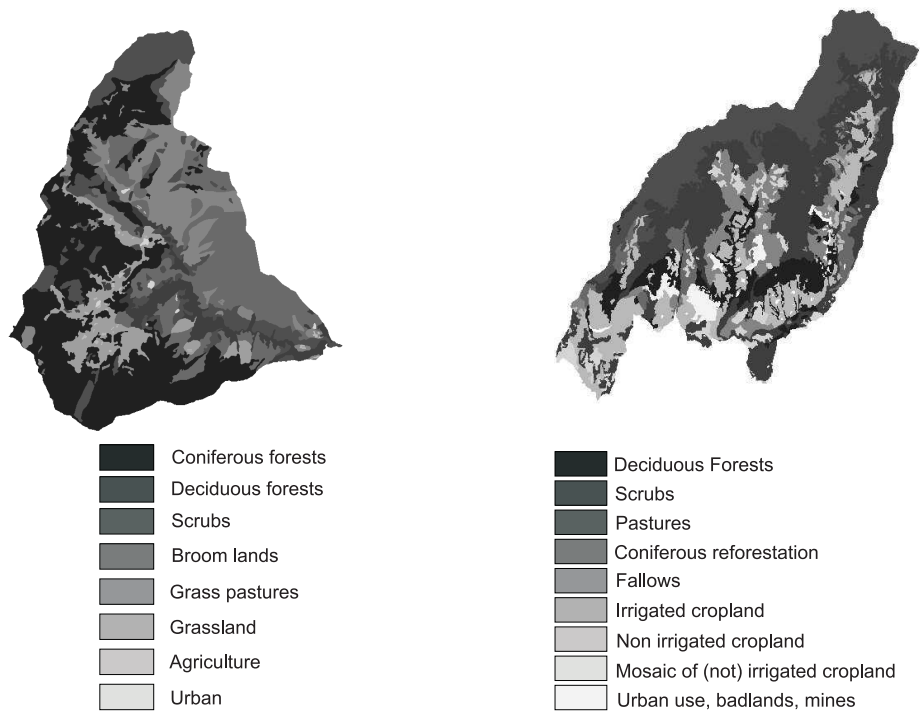 Coniferous forests
Deciduous forests
Scrubs
Broom lands
Grass pastures
Grassland
Agriculture
Urban
Deciduous Forests
Scrubs
Pastures
Coniferous reforestation
Fallows
Irrigated cropland
Non irrigated cropland
Mosaic of (not) irrigated cropland
Urban use, badlands, mines